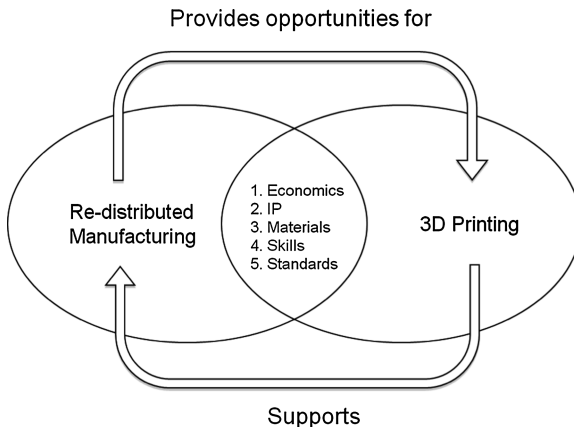 Provides opportunities for
Re-distributed
Manufacturing
1. Economics
2. IP
3. Materials
4. Skills
5. Standards
3D Printing
Supports